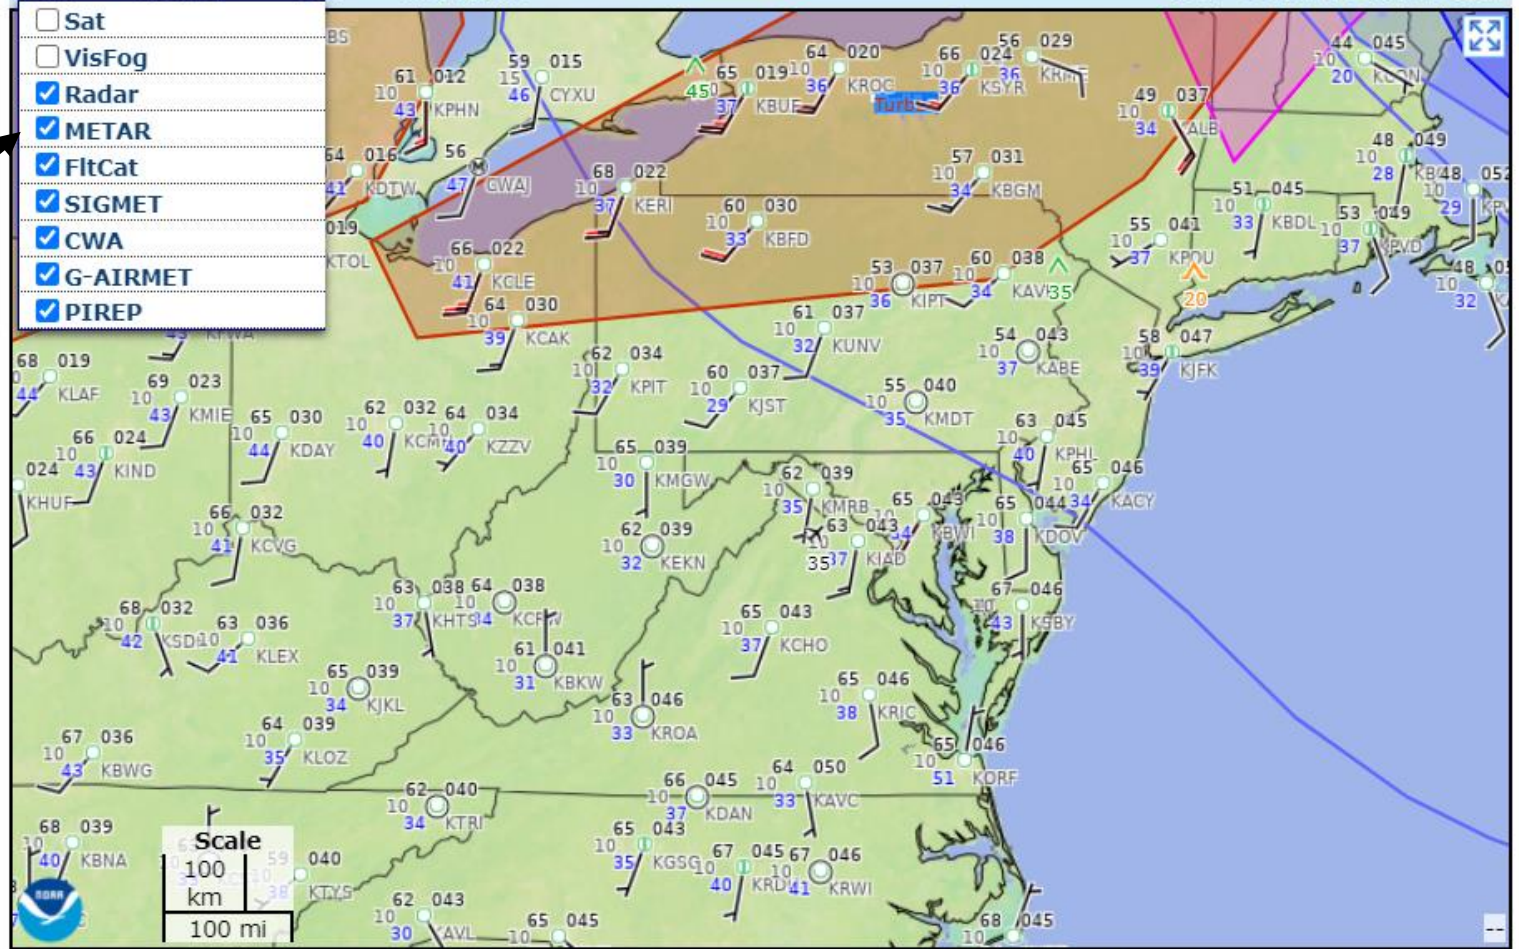 Sat
VisFog
Radar
METAR
FltCat
SIGMET
CWA
G-AIRMET
PIREP
BS
61 012
10
43 KPHN
59 015
15
46 CYXU
45
65 019
37 KBUF
64 020
10
36 KROC
Turb
66 024
10
36 KSYR
56 029
36
49 037
10
34 ALB
44 045
10
20
64 016
41 KDTW
56 M
47 CWAJ
68 022
10
37 KERI
60 030
10
33 KBFD
57 031
10
34 KBGM
48 049
10
28
48 052
10
29
51 045
10
33 KBDL
53 049
10
37 KPVD
019
KTOL
66 022
10
41 KCLE
55 041
10
37 KPOU
53 037
10
36 KIPT
60 038
10
34
35
20
48
32
64 030
10
39 KCAK
61 037
10
32 KUNV
54 043
10
37 KABE
58 047
39 KJFK
68 019
44 KLAF
69 023
10
43 KMIE
62 034
10
32 KPIT
60 037
10
29 KJST
55 040
10
35 KMDT
65 030
10
44 KDAY
62 032
10
40
64 034
10
40 KZZV
63 045
10
40 KPHL
66 024
10
43 KIND
024
KHUF
65 039
10
30 KMGW
62 039
10
35 KMRB
65 046
10
34 KACY
65 043
KBWI
65 044
10
38 KDOV
66 032
10
41 KCVG
62 039
10
32 KEKN
63 043
37 KIAD
35
63 038
10
37 KHTS
64 038
10
67 046
43 KSBY
68 032
10
42
63 036
10
41 KLEX
65 043
10
37 KCHO
61 041
10
31 KBKW
65 039
10
34 KJKL
63 046
10
33 KROA
65 046
10
38 KRIC
67 036
10
43 KBWG
64 039
10
35 KLOZ
65 046
10
51 KORF
62 040
10
34 KTRI
66 045
10
37 KDAN
64 050
10
33 KAVC
68 039
10
40 KBNA
Scale
100
km
100 mi
59 040
38 KTYS
65 043
10
35 KGSO
67 045
10
40
67 046
10
41 KRWI
NOAA
62 043
10
30 KAVL
65 045
10
68 045
10
--